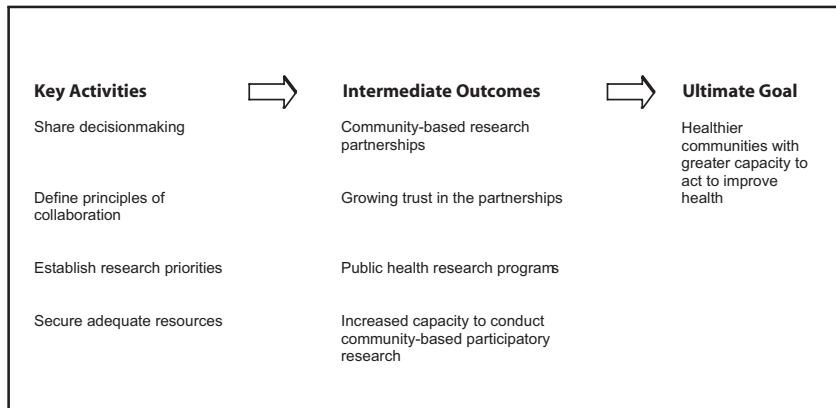 Key Activities
Share decisionmaking
Define principles of
collaboration
Establish research priorities
Secure adequate resources
Intermediate Outcomes
Community-based research
partnerships
Growing trust in the partnerships
Public health research programs
Increased capacity to conduct
community-based participatory
research
Ultimate Goal
Healthier
communities with
greater capacity to
act to improve
health